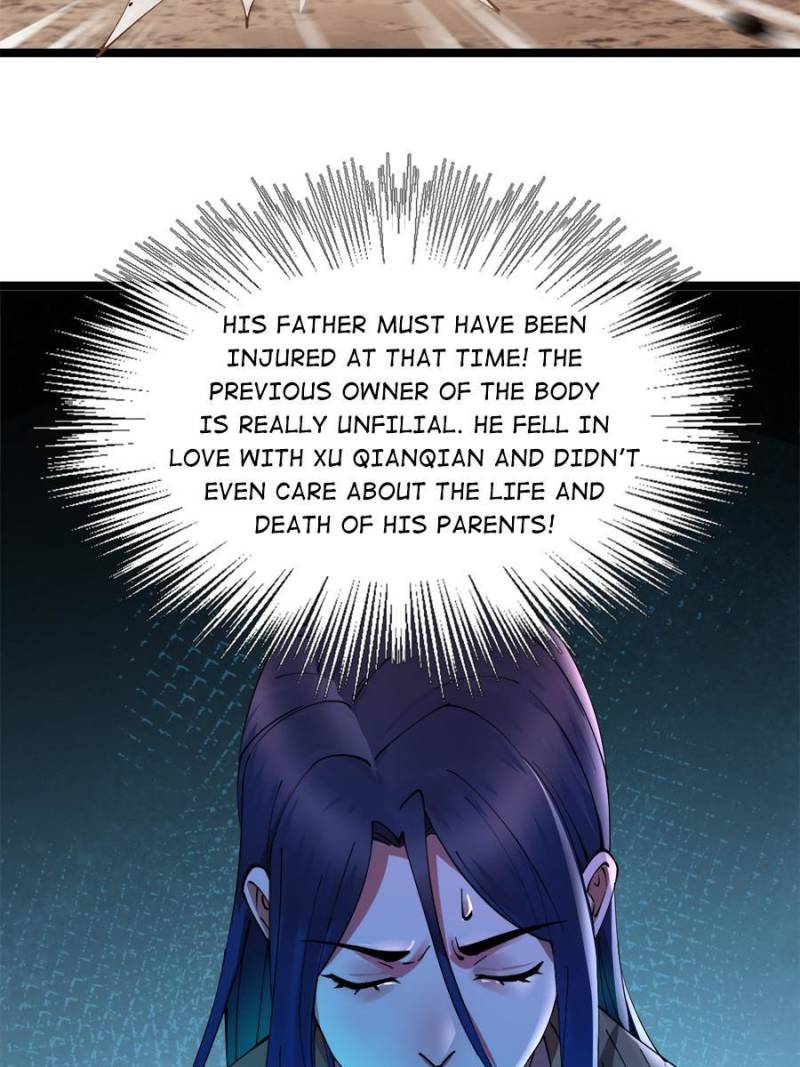 HIS FATHER MUST HAVE BEEN
INJURED AT THAT TIME! THE
PREVIOUS OWNER OF THE BODY
IS REALLY UNFILIAL. HE FELL IN
LOVE WITH XU QIANQIAN AND DIDN'T
EVEN CARE ABOUT THE LIFE AND
DEATH OF HIS PARENTS!